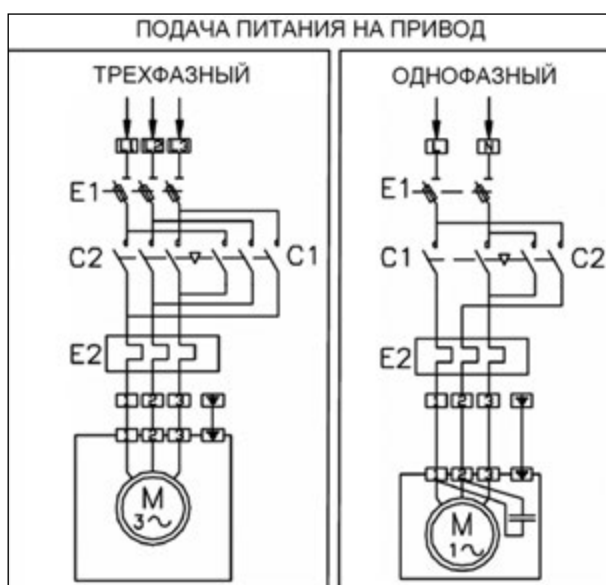 ПОДАЧА ПИТАНИЯ НА ПРИВОД
ТРЕХФАЗНЫЙ
L1 L2 L3
E1
C2
C1
E2
1 2 3
1 2 3
M
3~
ОДНОФАЗНЫЙ
L N
E1
C1
C2
E2
1 2 3
1 2 3
M
1~